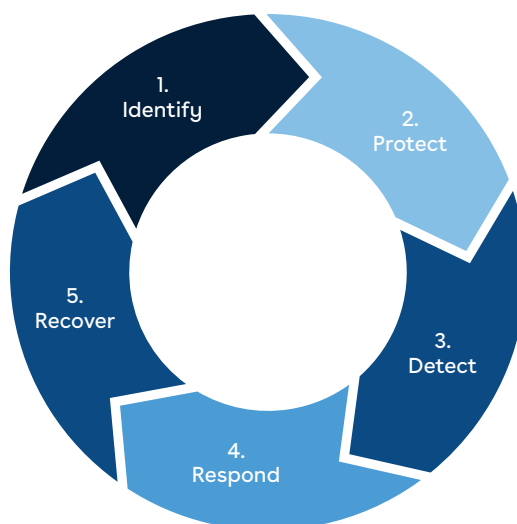 1.
Identify
2.
Protect
3.
Detect
4.
Respond
5.
Recover